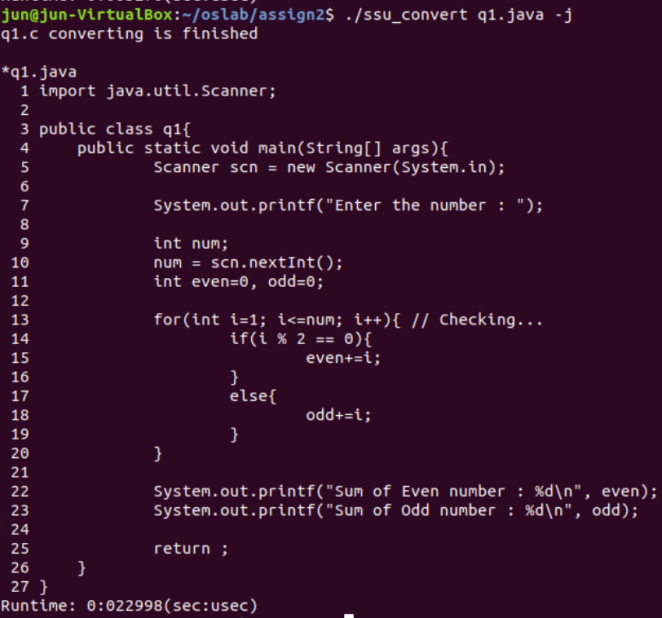 jun@jun-VirtualBox:~/oslab/assign2$ ./ssu_convert q1.java -j
q1.c converting is finished

*q1.java
  1 import java.util.Scanner;
  2
  3 public class q1{
  4     public static void main(String[] args){
  5             Scanner scn = new Scanner(System.in);
  6
  7             System.out.printf("Enter the number : ");
  8
  9             int num;
 10             num = scn.nextInt();
 11             int even=0, odd=0;
 12
 13             for(int i=1; i<=num; i++){ // Checking...
 14                     if(i % 2 == 0){
 15                             even+=i;
 16                     }
 17                     else{
 18                             odd+=i;
 19                     }
 20             }
 21
 22             System.out.printf("Sum of Even number : %d\n", even);
 23             System.out.printf("Sum of Odd number : %d\n", odd);
 24
 25             return ;
 26     }
 27 }
Runtime: 0:022998(sec:usec)